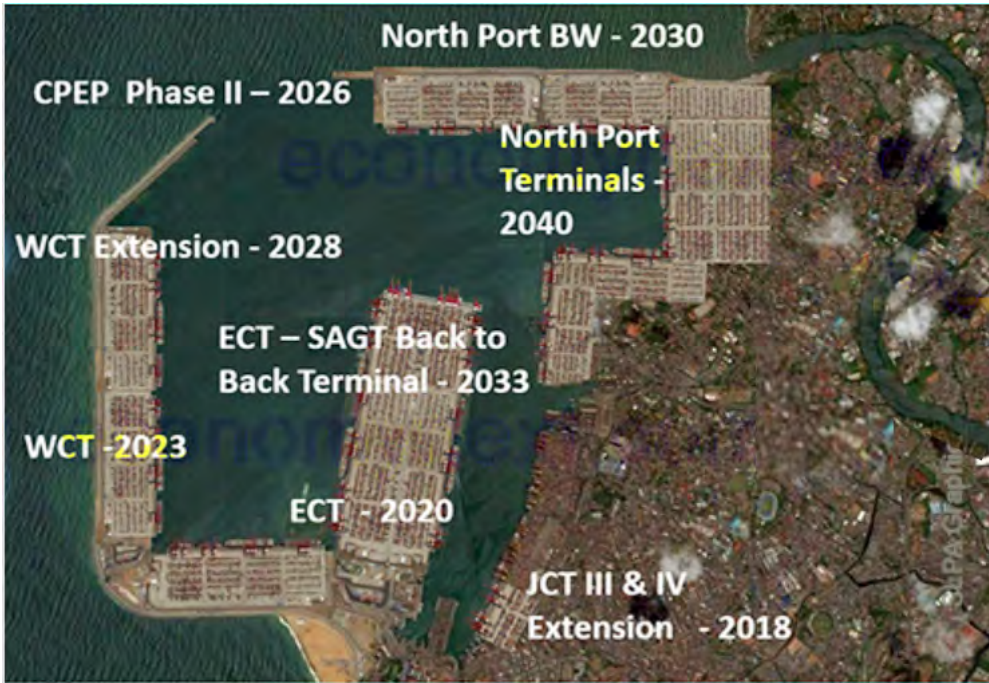 North Port BW - 2030
CPEP Phase II – 2026
North Port
Terminals -
2040
WCT Extension - 2028
ECT – SAGT Back to
Back Terminal - 2033
WCT -2023
ECT - 2020
JCT III & IV
Extension - 2018